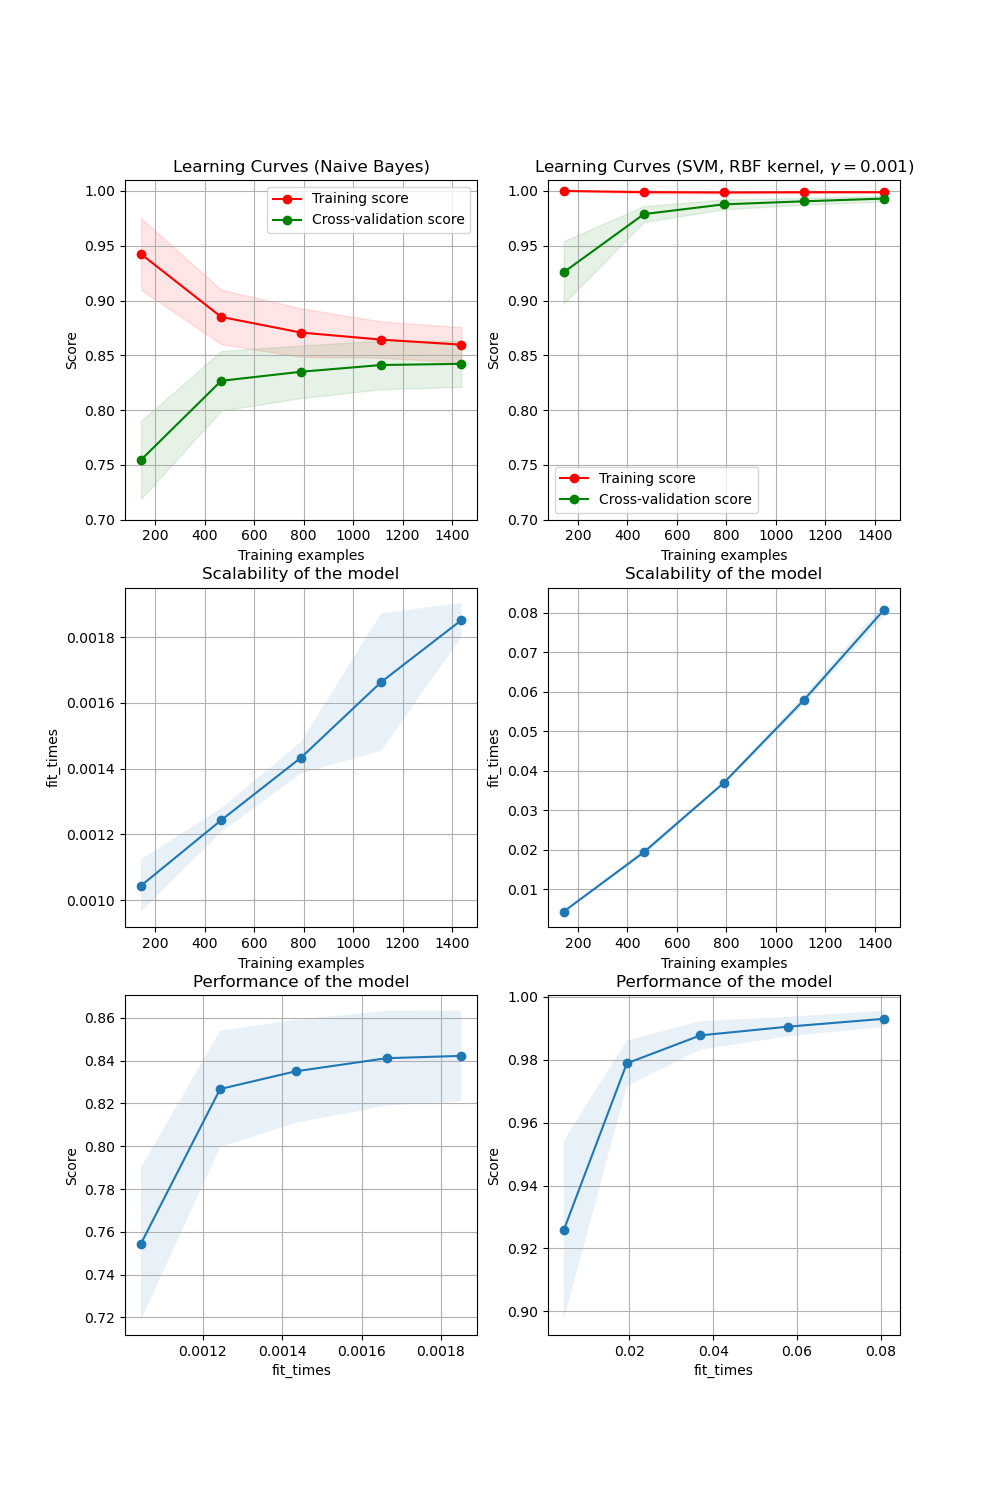 Learning Curves (Naive Bayes)
1.00
0.95
0.90
0.85
0.80
0.75
0.70
Score
Training score
Cross-validation score
200 400 600 800 1000 1200 1400
Training examples
Learning Curves (SVM, RBF kernel, γ = 0.001)
1.00
0.95
0.90
0.85
0.80
0.75
0.70
Score
Training score
Cross-validation score
200 400 600 800 1000 1200 1400
Training examples
Scalability of the model
0.0018
0.0016
0.0014
0.0012
0.0010
fit_times
200 400 600 800 1000 1200 1400
Training examples
Scalability of the model
0.08
0.07
0.06
0.05
0.04
0.03
0.02
0.01
fit_times
200 400 600 800 1000 1200 1400
Training examples
Performance of the model
0.86
0.84
0.82
0.80
0.78
0.76
0.74
0.72
Score
0.0012 0.0014 0.0016 0.0018
fit_times
Performance of the model
1.00
0.98
0.96
0.94
0.92
0.90
Score
0.02 0.04 0.06 0.08
fit_times